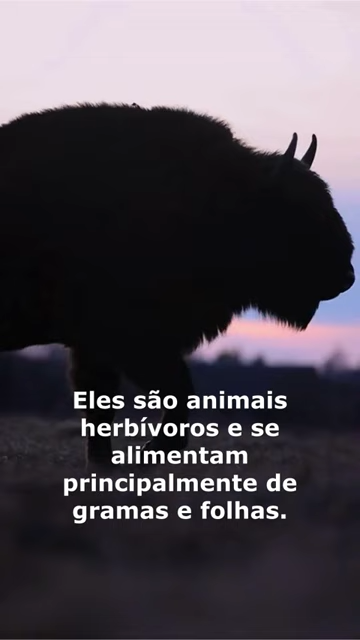 Eles são animais
herbívoros e se
alimentam
principalmente de
gramas e folhas.